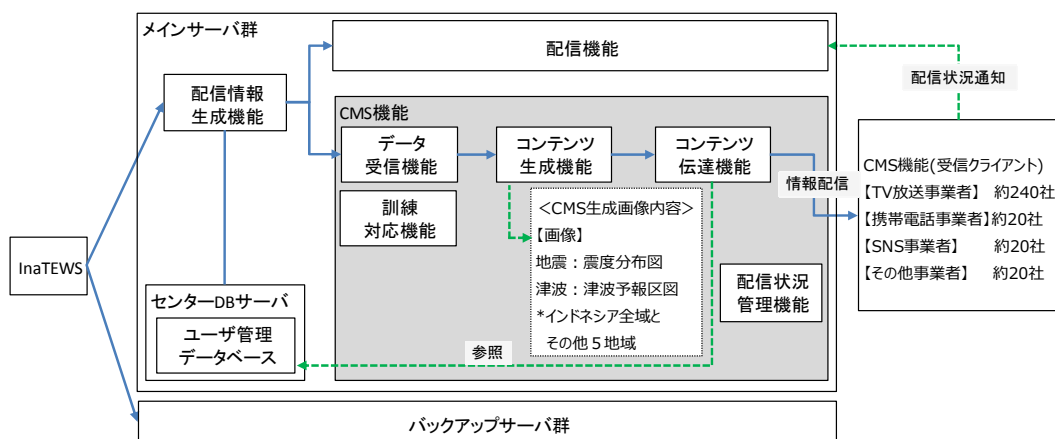 メインサーバ群
配信機能
配信状況通知
配信情報
生成機能
CMS機能
データ
受信機能
コンテンツ
生成機能
コンテンツ
伝達機能
情報配信
CMS機能(受信クライアント)
【TV放送事業者】 約240社
【携帯電話事業者】約20社
【SNS事業者】 約20社
【その他事業者】 約20社
訓練
対応機能
<CMS生成画像内容>
【画像】
地震：震度分布図
津波：津波予報区図
*インドネシア全域と
その他５地域
配信状況
管理機能
InaTEWS
センターDBサーバ
ユーザ管理
データベース
参照
バックアップサーバ群